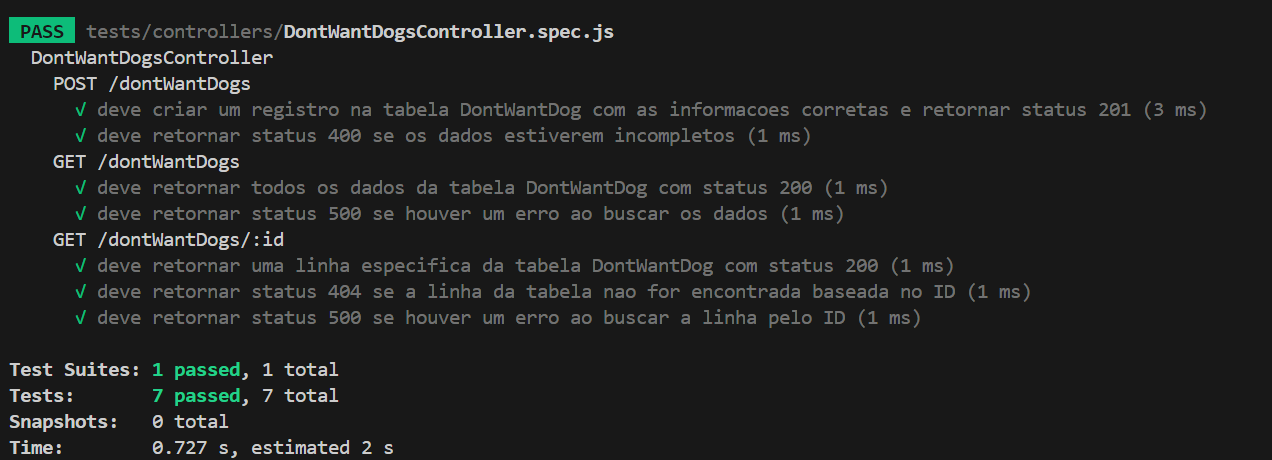 PASS tests/controllers/DontWantDogsController.spec.js
DontWantDogsController
POST /dontWantDogs
√ deve criar um registro na tabela DontWantDog com as informacoes corretas e retornar status 201 (3 ms)
√ deve retornar status 400 se os dados estiverem incompletos (1 ms)
GET /dontWantDogs
√ deve retornar todos os dados da tabela DontWantDog com status 200 (1 ms)
√ deve retornar status 500 se houver um erro ao buscar os dados (1 ms)
GET /dontWantDogs/:id
√ deve retornar uma linha especifica da tabela DontWantDog com status 200 (1 ms)
√ deve retornar status 404 se a linha da tabela nao for encontrada baseada no ID (1 ms)
√ deve retornar status 500 se houver um erro ao buscar a linha pelo ID (1 ms)
Test Suites: 1 passed, 1 total
Tests: 7 passed, 7 total
Snapshots: 0 total
Time: 0.727 s, estimated 2 s